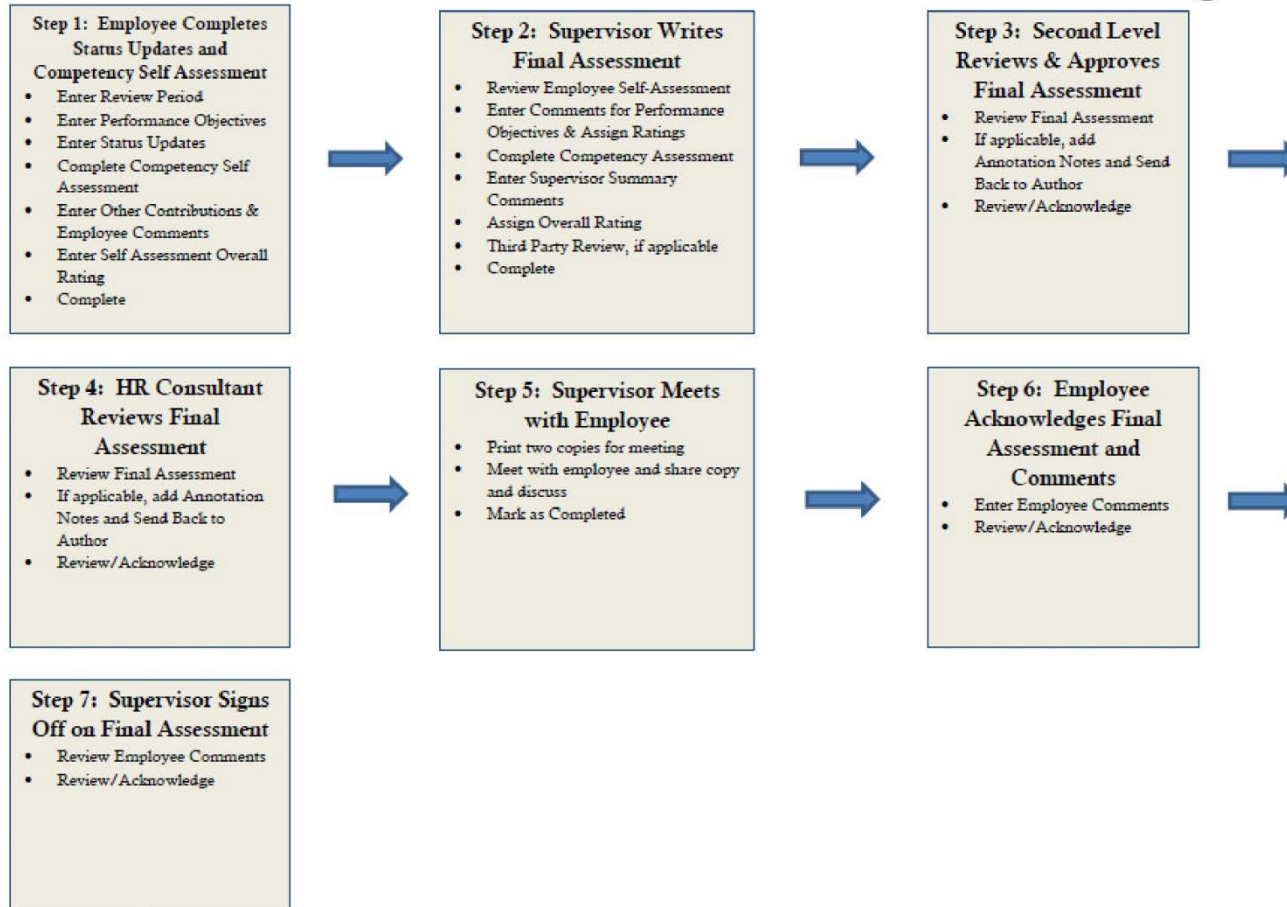 Step 1: Employee Completes
Status Updates and
Competency Self Assessment
• Enter Review Period
• Enter Performance Objectives
• Enter Status Updates
• Complete Competency Self
Assessment
• Enter Other Contributions &
Employee Comments
• Enter Self Assessment Overall
Rating
• Complete
Step 2: Supervisor Writes
Final Assessment
• Review Employee Self-Assessment
• Enter Comments for Performance
Objectives & Assign Ratings
• Complete Competency Assessment
• Enter Supervisor Summary
Comments
• Assign Overall Rating
• Third Party Review, if applicable
• Complete
Step 3: Second Level
Reviews & Approves
Final Assessment
• Review Final Assessment
• If applicable, add
Annotation Notes and Send
Back to Author
• Review/Acknowledge
Step 4: HR Consultant
Reviews Final
Assessment
• Review Final Assessment
• If applicable, add Annotation
Notes and Send Back to
Author
• Review/Acknowledge
Step 5: Supervisor Meets
with Employee
• Print two copies for meeting
• Meet with employee and share copy
and discuss
• Mark as Completed
Step 6: Employee
Acknowledges Final
Assessment and
Comments
• Enter Employee Comments
• Review/Acknowledge
Step 7: Supervisor Signs
Off on Final Assessment
• Review Employee Comments
• Review/Acknowledge